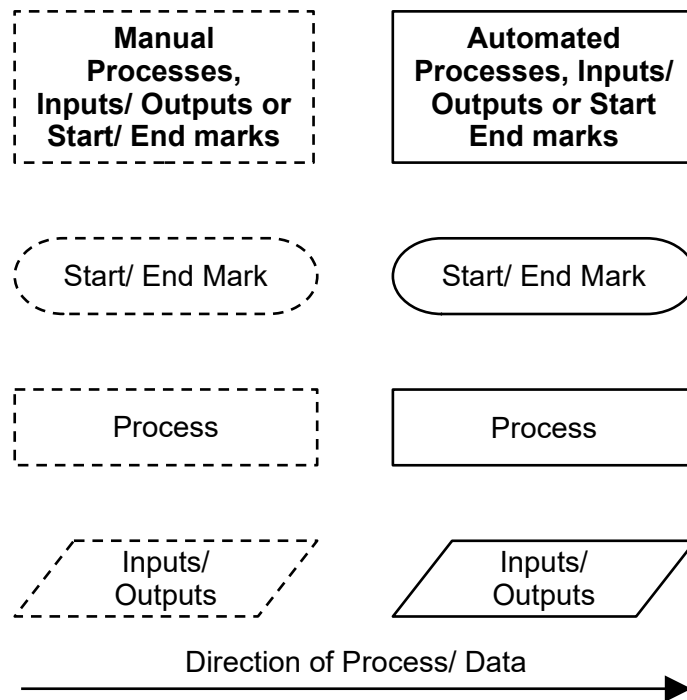 Manual
Processes,
Inputs/ Outputs or
Start/ End marks
Automated
Processes, Inputs/
Outputs or Start
End marks
Start/ End Mark
Start/ End Mark
Process
Process
Inputs/
Outputs
Inputs/
Outputs
Direction of Process/ Data